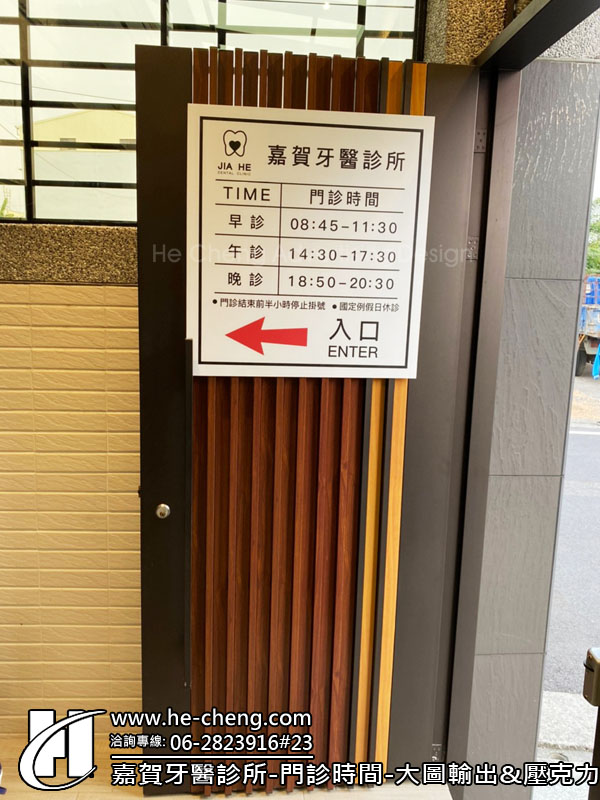 JIA HE
DENTAL CLINIC
嘉賀牙醫診所
TIME 門診時間
早診 08:45-11:30
午診 14:30-17:30
晚診 18:50-20:30
●門診結束前半小時停止掛號 ●國定例假日休診
入口
ENTER
He Cheng Advertising Design
www.he-cheng.com
洽詢專線: 06-2823916#23
嘉賀牙醫診所-門診時間-大圖輸出&壓克力